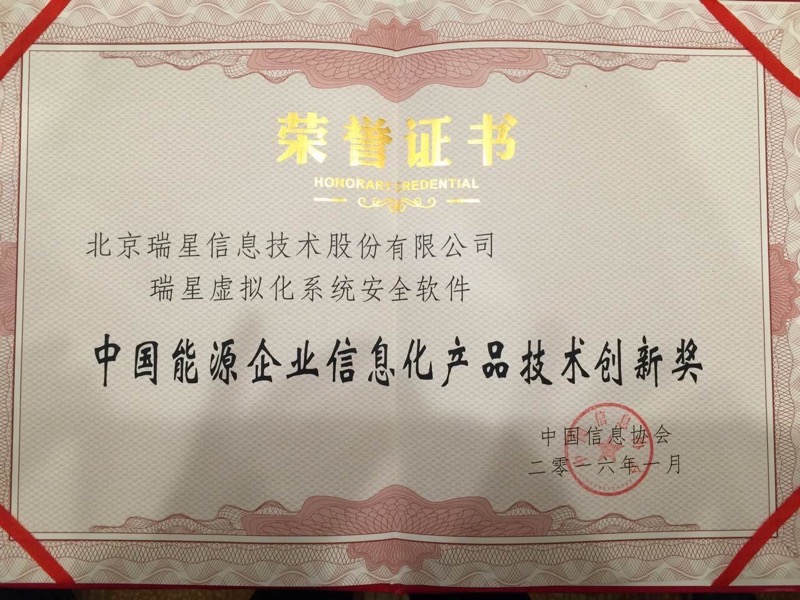 荣誉证书
HONORARY CREDENTIAL
北京瑞星信息技术股份有限公司
瑞星虚拟化系统安全软件
中国能源企业信息化产品技术创新奖
中国信息协会
二零一六年一月